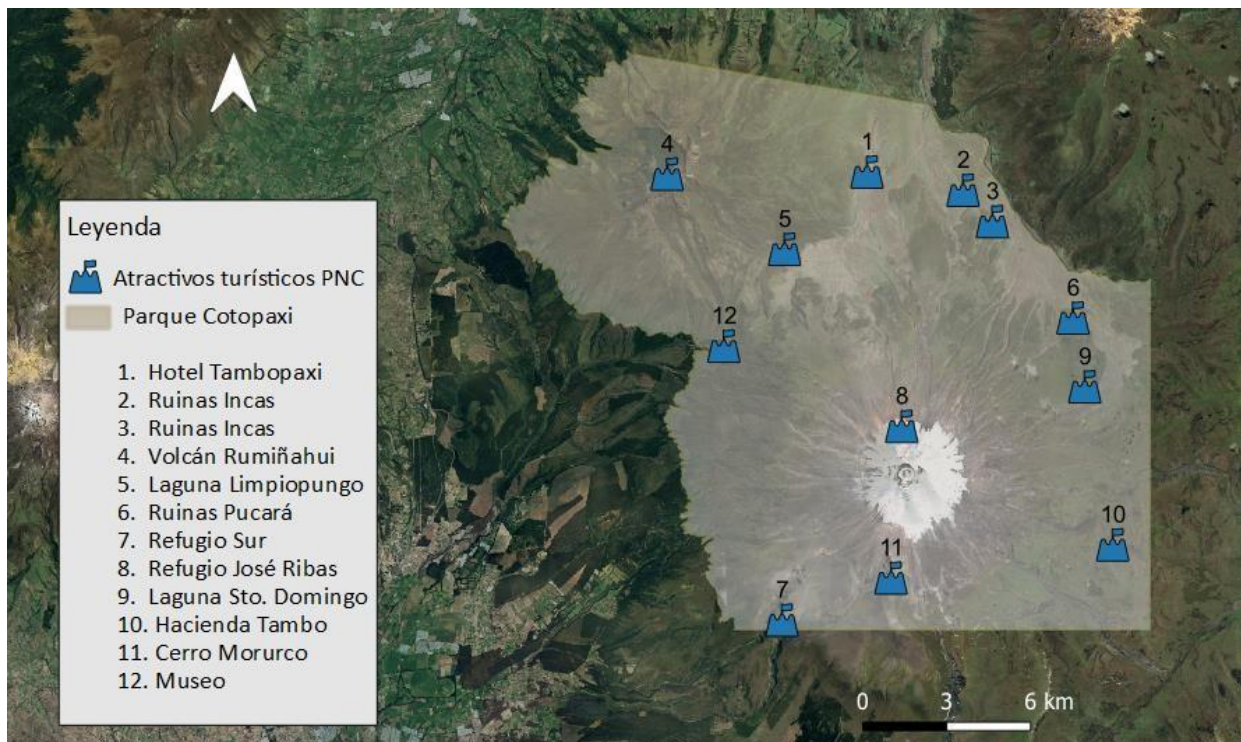 4
1
2
3
5
6
12
9
8
10
11
7
Leyenda
Atractivos turísticos PNC
Parque Cotopaxi
1. Hotel Tambopaxi
2. Ruinas Incas
3. Ruinas Incas
4. Volcán Rumiñahui
5. Laguna Limpiopungo
6. Ruinas Pucará
7. Refugio Sur
8. Refugio José Ribas
9. Laguna Sto. Domingo
10. Hacienda Tambo
11. Cerro Morurco
12. Museo
0 3 6 km